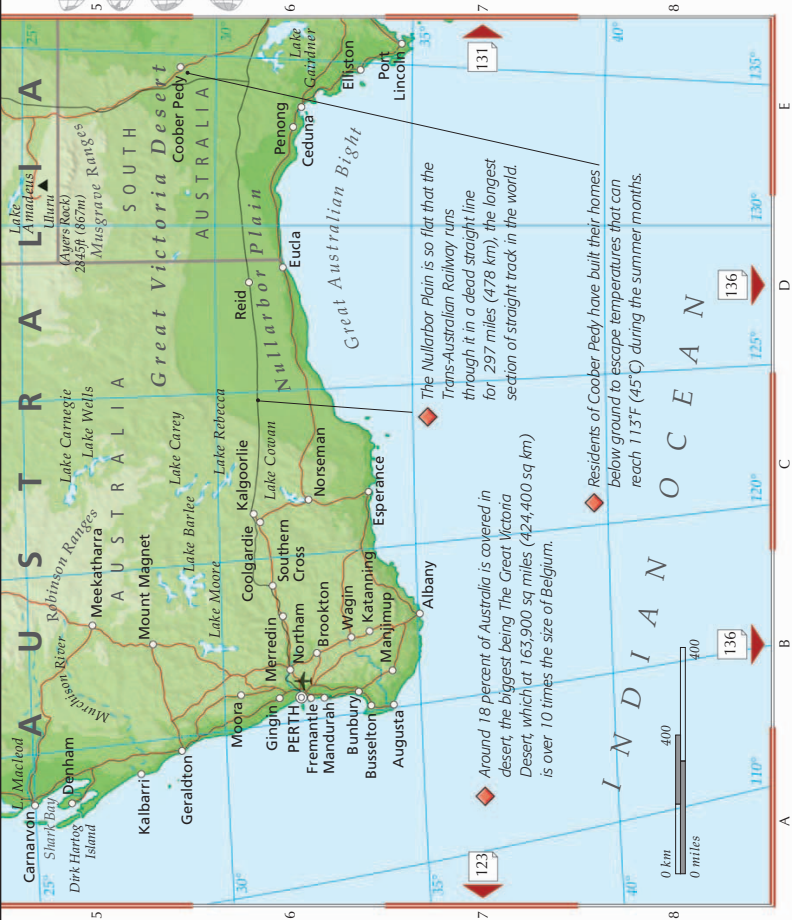 A U S T R A L I A
25°
25°
L. Macleod
Carnarvon
Shark Bay
Denham
Dirk Hartog
Island
Murchison River
Robinson Ranges
Meekatharra
Mount Magnet
A U S T R A L I A
Lake Carnegie
Lake Wells
Lake
Amadeus
Uluru
(Ayers Rock)
2845ft (867m)
Musgrave Ranges
SOUTH
AUSTRALIA
Great Victoria Desert
Coober Pedy
5
5
Kalbarri
Geraldton
Lake Moore
Lake Barlee
Lake Carey
Lake Rebecca
30°
30°
Moora
Gingin
PERTH
Fremantle
Mandurah
Bunbury
Busselton
Augusta
Merredin
Northam
Brookton
Wagin
Katanning
Manjimup
Albany
Coolgardie
Kalgoorlie
Southern
Cross
Lake Cowan
Norseman
Esperance
Reid
Nullarbor Plain
Eucla
Great Australian Bight
Penong
Ceduna
Lake
Gairdner
Elliston
Port
Lincoln
6
6
35°
35°
123
131
7
7
Around 18 percent of Australia is covered in
desert, the biggest being The Great Victoria
Desert, which at 163,900 sq miles (424,400 sq km)
is over 10 times the size of Belgium.
The Nullarbor Plain is so flat that the
Trans-Australian Railway runs
through it in a dead straight line
for 297 miles (478 km), the longest
section of straight track in the world.
Residents of Coober Pedy have built their homes
below ground to escape temperatures that can
reach 113°F (45°C) during the summer months.
INDIAN OCEAN
40°
40°
110°
120°
125°
130°
135°
0 km
400
0 miles
400
136
136
8
8
A
B
C
D
E